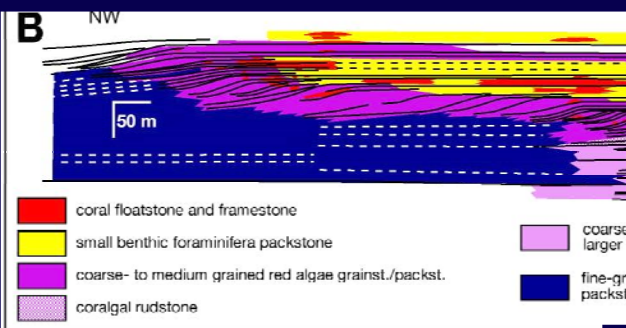 B
NW
50 m
coral floatstone and framestone
small benthic foraminifera packstone
coarse- to medium grained red algae grainst./packst.
coralgal rudstone
coarse
larger
fine-gr
packst